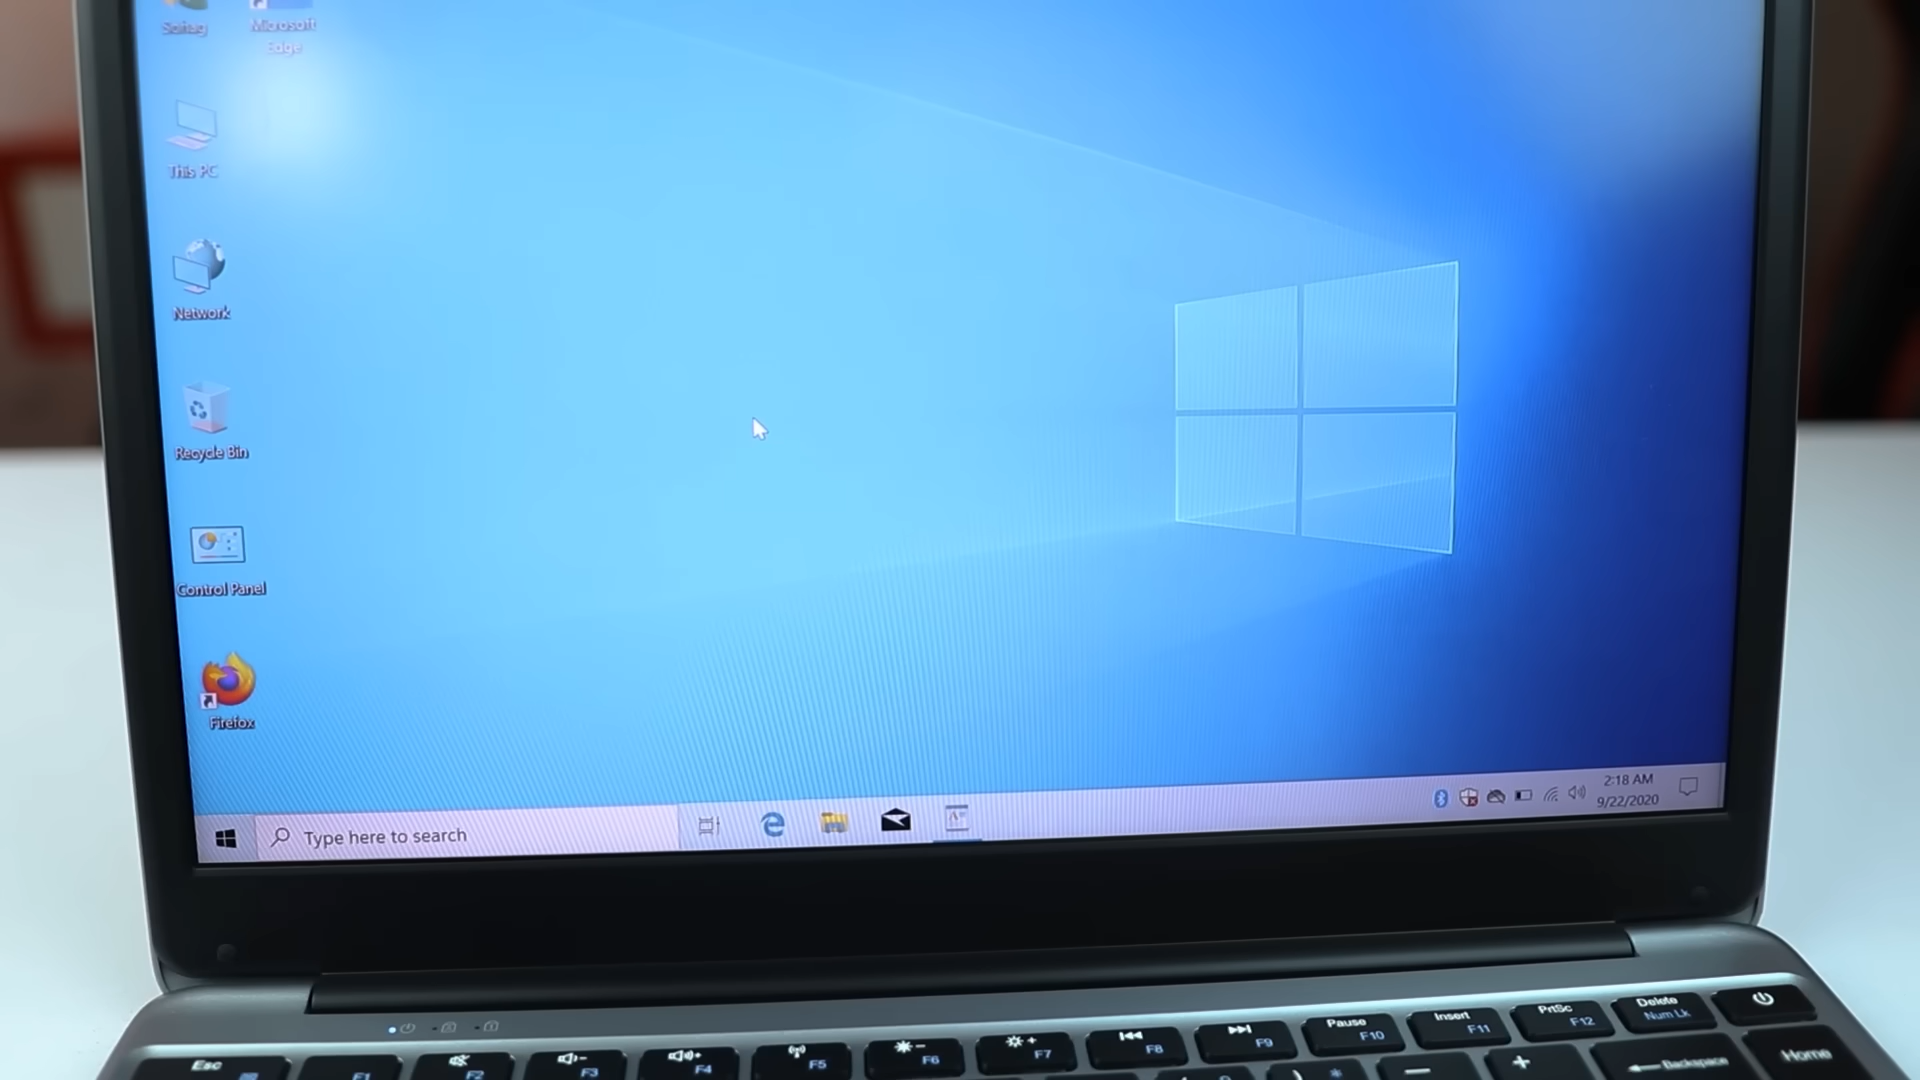 Sohag
Microsoft
Edge
This PC
Network
Recycle Bin
Control Panel
Firefox
Type here to search
2:18 AM
9/22/2020
Esc
F1
F2
F3
F4
F5
F6
F7
F8
F9
Pause
F10
Insert
F11
PrtSc
F12
Delete
Num Lk
Backspace
Home